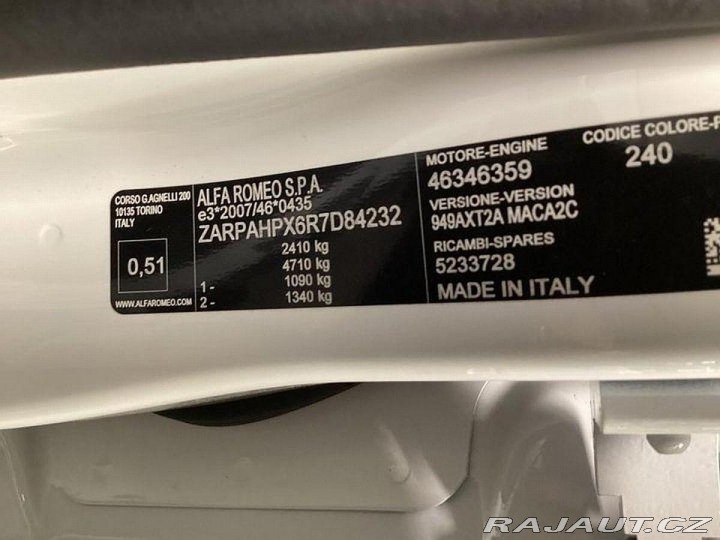 CORSO G.AGNELLI 200
10135 TORINO
ITALY
0,51
WWW.ALFAROMEO.COM
ALFA ROMEO S.P.A.
e3*2007/46*0435
ZARPAHPX6R7D84232
2410 kg
4710 kg
1 - 1090 kg
2 - 1340 kg
MOTORE-ENGINE
46346359
VERSIONE-VERSION
949AXT2A MACA2C
RICAMBI-SPARES
5233728
MADE IN ITALY
CODICE COLORE-
240
RAJAUT.CZ